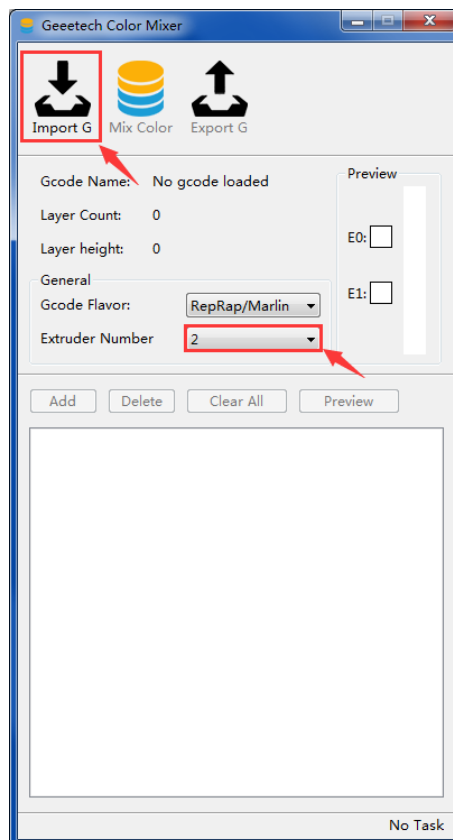 Geeetech Color Mixer
Import G Mix Color Export G
Gcode Name: No gcode loaded
Layer Count: 0
Layer height: 0
General
Gcode Flavor: RepRap/Marlin
Extruder Number 2
Preview
E0:
E1:
Add Delete Clear All Preview
No Task